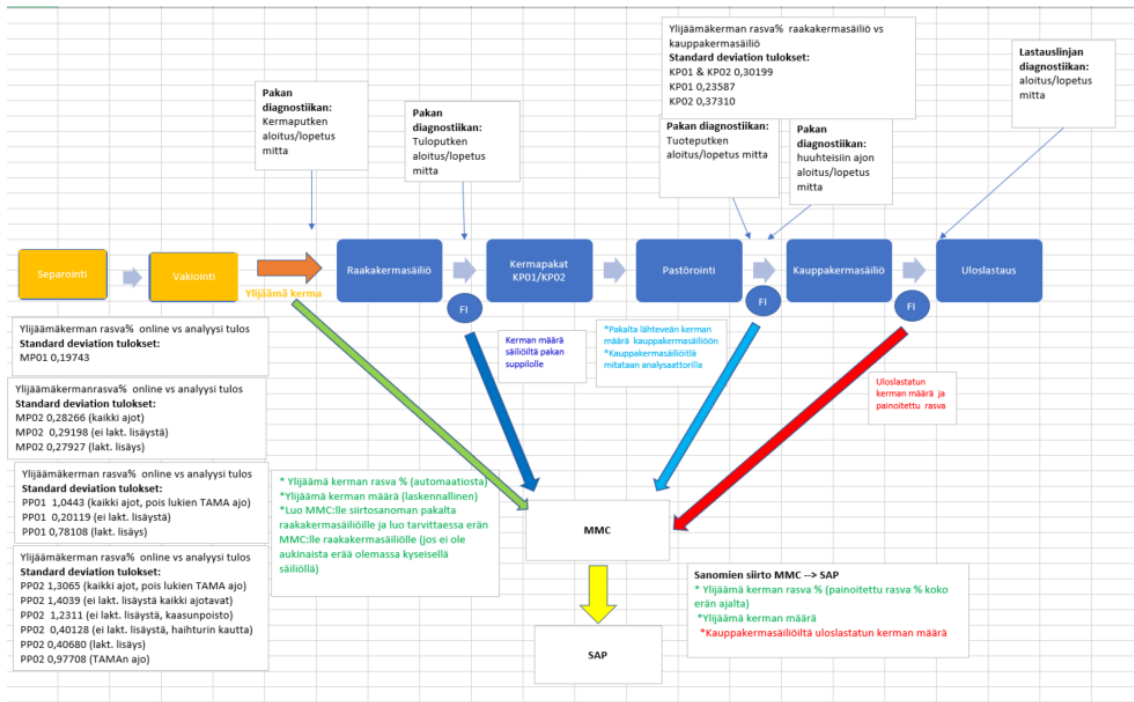 Ylijäämäkerman rasva%  raakakermasäiliö vs
kauppakermasäiliö
Standard deviation tulokset:
KP01 & KP02 0,30199
KP01 0,23587
KP02 0,37310
Lastauslinjan
diagnostiikan:
aloitus/lopetus
mitta
Pakan
diagnostiikan:
Kermaputken
aloitus/lopetus
mitta
Pakan
diagnostiikan:
Tuloputken
aloitus/lopetus
mitta
Pakan diagnostiikan:
Tuoteputken
aloitus/lopetus mitta
Pakan
diagnostiikan:
huuhteisiin ajon
aloitus/lopetus
mitta
Separointi
Vakiointi
Ylijäämä kerma
Raakakermasäiliö
Kermapakat
KP01/KP02
Pastörointi
Kauppakermasäiliö
Uloslastaus
FI
FI
FI
Ylijäämäkerman rasva%  online vs analyysi tulos
Standard deviation tulokset:
MP01 0,19743
Ylijäämäkermanrasva%  online vs analyysi tulos
Standard deviation tulokset:
MP02 0,28266 (kaikki ajot)
MP02  0,29198 (ei lakt. lisäystä)
MP02 0,27927 (lakt. lisäys)
Ylijäämäkerman rasva%  online vs analyysi tulos
Standard deviation tulokset:
PP01  1,0443 (kaikki ajot, pois lukien TAMA ajo)
PP01  0,20119 (ei lakt. lisäystä)
PP01 0,78108 (lakt. lisäys)
Ylijäämäkerman rasva%  online vs analyysi tulos
Standard deviation tulokset:
PP02 1,3065 (kaikki ajot, pois lukien TAMA ajo)
PP02 1,4039 (ei lakt. lisäystä kaikki ajotavat)
PP02  1,2311 (ei lakt. lisäystä, kaasunpoisto)
PP02  0,40128 (ei lakt. lisäystä, haihturin kautta)
PP02 0,40680 (lakt. lisäys)
PP02 0,97708 (TAMAn ajo)
Kerman määrä
säiliöiltä pakan
suppilolle
*Pakalta lähteveän kerman
määrä  kauppakermasäiliöön
*Kauppakermasäiliöitlä
mitataan analysaattorilla
Uloslastatun
kerman määrä  ja
painoitettu  rasva
* Ylijäämä kerman rasva % (automaatiosta)
*Ylijäämä kerman määrä (laskennallinen)
*Luo MMC:lle siirtosanoman pakalta
raakakermasäiliöille ja luo tarvittaessa erän
MMC:lle raakakermasäiliölle (jos ei ole
aukinaista erää olemassa kyseisellä
säiliöllä)
MMC
SAP
Sanomien siirto MMC --> SAP
* Ylijäämä kerman rasva % (painoitettu rasva % koko
erän ajalta)
*Ylijäämä kerman määrä
*Kauppakermasäiliöiltä uloslastatun kerman määrä